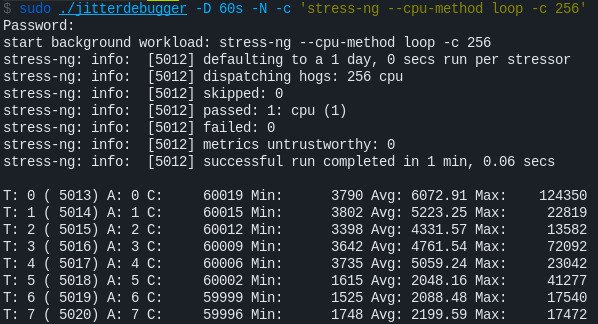 $ sudo ./jitterdebugger -D 60s -N -c 'stress-ng --cpu-method loop -c 256'
Password:
start background workload: stress-ng --cpu-method loop -c 256
stress-ng: info:  [5012] defaulting to a 1 day, 0 secs run per stressor
stress-ng: info:  [5012] dispatching hogs: 256 cpu
stress-ng: info:  [5012] skipped: 0
stress-ng: info:  [5012] passed: 1: cpu (1)
stress-ng: info:  [5012] failed: 0
stress-ng: info:  [5012] metrics untrustworthy: 0
stress-ng: info:  [5012] successful run completed in 1 min, 0.06 secs

T: 0 ( 5013) A: 0 C:     60019 Min:      3790 Avg: 6072.91 Max:    124350
T: 1 ( 5014) A: 1 C:     60015 Min:      3802 Avg: 5223.25 Max:     22819
T: 2 ( 5015) A: 2 C:     60012 Min:      3398 Avg: 4331.57 Max:     13582
T: 3 ( 5016) A: 3 C:     60009 Min:      3642 Avg: 4761.54 Max:     72092
T: 4 ( 5017) A: 4 C:     60006 Min:      3735 Avg: 5059.24 Max:     23042
T: 5 ( 5018) A: 5 C:     60002 Min:      1615 Avg: 2048.16 Max:     41277
T: 6 ( 5019) A: 6 C:     59999 Min:      1525 Avg: 2088.48 Max:     17540
T: 7 ( 5020) A: 7 C:     59996 Min:      1748 Avg: 2199.59 Max:     17472